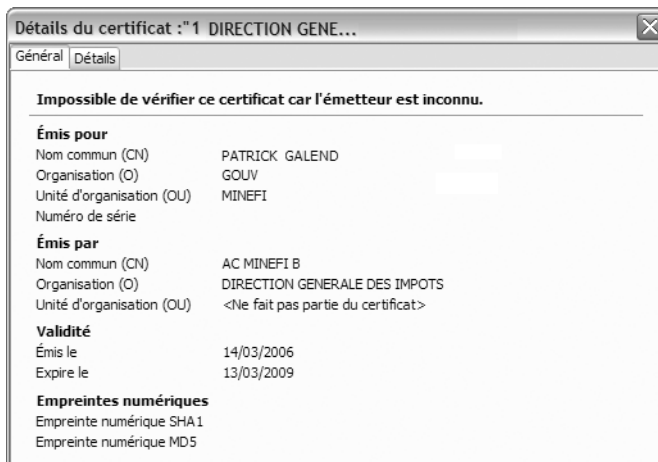 Détails du certificat :"1 DIRECTION GENE...
Général Détails
Impossible de vérifier ce certificat car l'émetteur est inconnu.
Émis pour
Nom commun (CN) PATRICK GALEND
Organisation (O) GOUV
Unité d'organisation (OU) MINEFI
Numéro de série
Émis par
Nom commun (CN) AC MINEFI B
Organisation (O) DIRECTION GENERALE DES IMPOTS
Unité d'organisation (OU) <Ne fait pas partie du certificat>
Validité
Émis le 14/03/2006
Expire le 13/03/2009
Empreintes numériques
Empreinte numérique SHA1
Empreinte numérique MD5